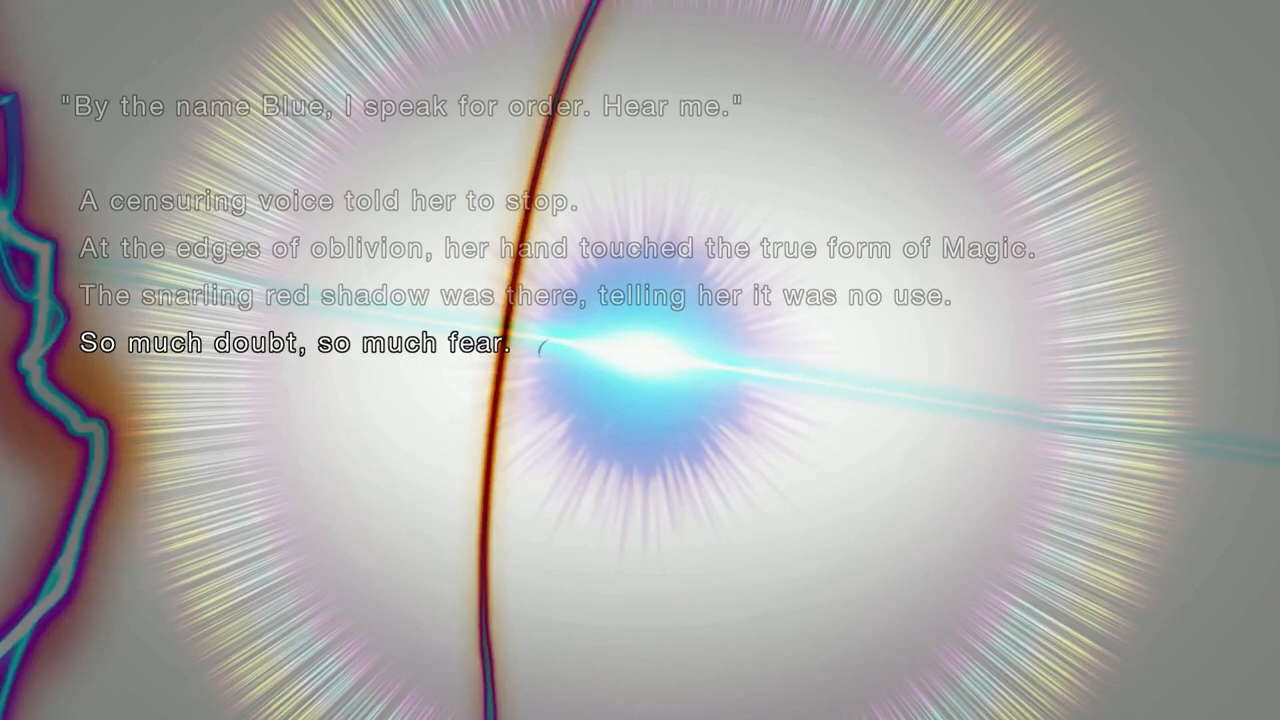 "By the name Blue, I speak for order. Hear me."
A censuring voice told her to stop.
At the edges of oblivion, her hand touched the true form of Magic.
The snarling red shadow was there, telling her it was no use.
So much doubt, so much fear.